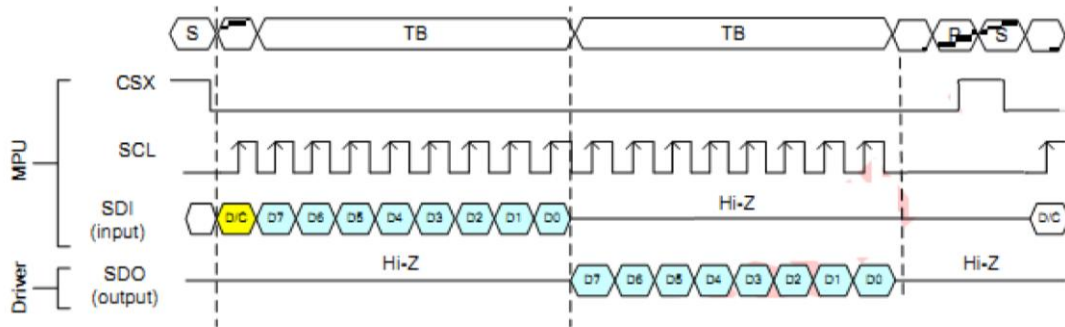 S TB TB P S
CSX
SCL
MPU
SDI
(input)
D/C D7 D6 D5 D4 D3 D2 D1 D0 Hi-Z D/C
Driver
SDO
(output)
Hi-Z D7 D6 D5 D4 D3 D2 D1 D0 Hi-Z